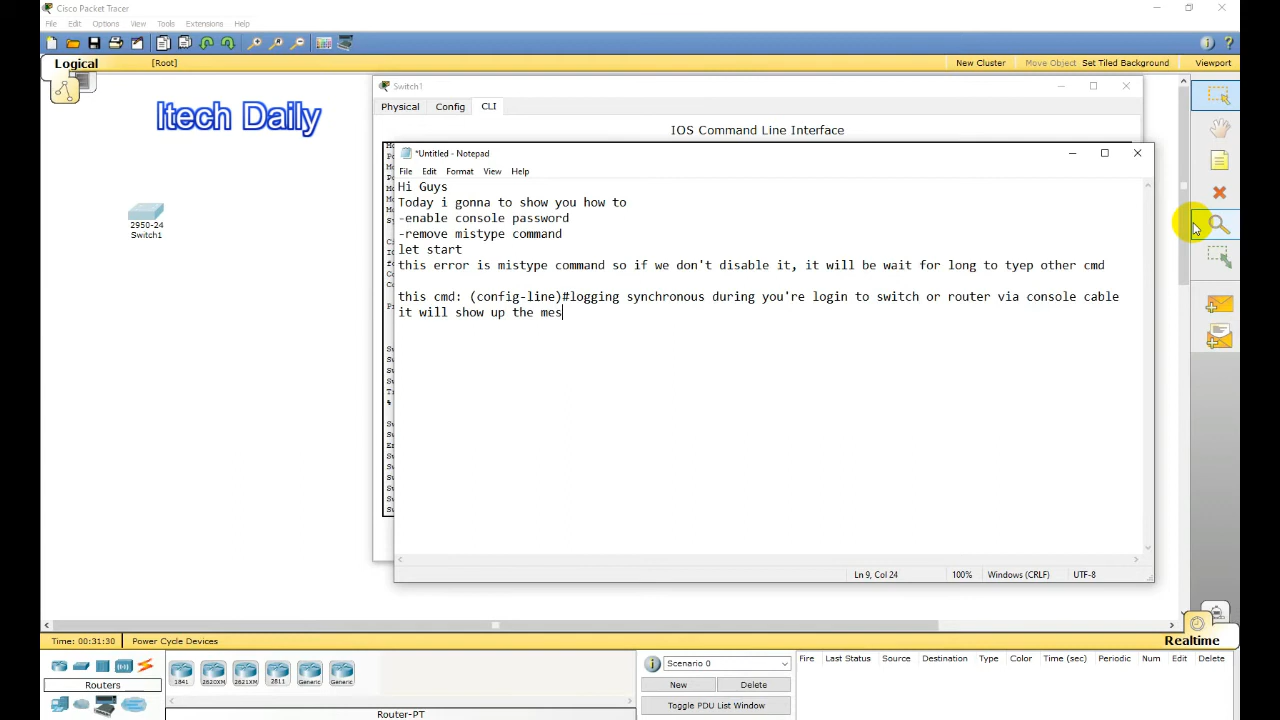 Cisco Packet Tracer
File Edit Options View Tools Extensions Help
Logical
[Root]
New Cluster
Move Object
Set Tiled Background
Viewport
Itech Daily
Switch1
Physical Config CLI
IOS Command Line Interface
*Untitled - Notepad
File Edit Format View Help
Hi Guys
Today i gonna to show you how to
-enable console password
-remove mistype command
let start
this error is mistype command so if we don't disable it, it will be wait for long to tyep other cmd
this cmd: (config-line)#logging synchronous during you're login to switch or router via console cable
it will show up the mes
Ln 9, Col 24
100%
Windows (CRLF)
UTF-8
2950-24
Switch1
Time: 00:31:30
Power Cycle Devices
Realtime
Routers
1841 2620XM 2621XM 2811 Generic Generic
Router-PT
Scenario 0
New
Delete
Toggle PDU List Window
Fire Last Status Source Destination Type Color Time (sec) Periodic Num Edit Delete